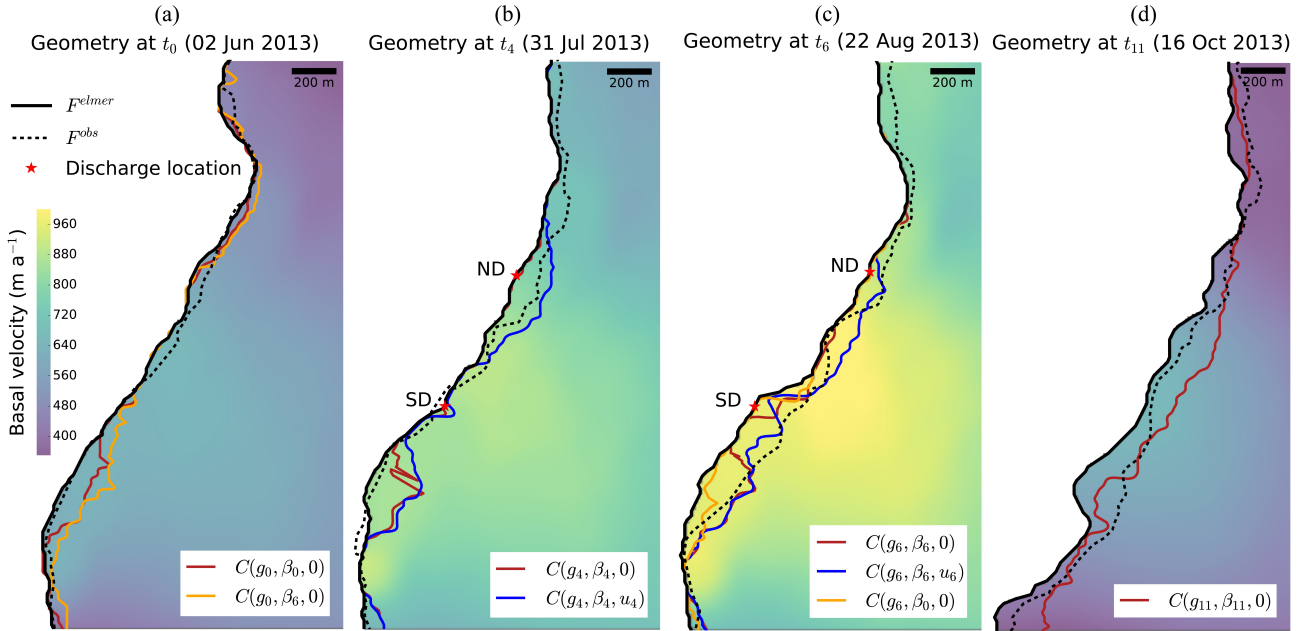 (a)
(b)
(c)
(d)
Geometry at t₀ (02 Jun 2013)
Geometry at t₄ (31 Jul 2013)
Geometry at t₆ (22 Aug 2013)
Geometry at t₁₁ (16 Oct 2013)
200 m
200 m
200 m
200 m
F^{elmer}
F^{obs}
Discharge location
Basal velocity (m a⁻¹)
960
880
800
720
640
560
480
400
ND
SD
ND
SD
C(g₀, β₀, 0)
C(g₀, β₆, 0)
C(g₄, β₄, 0)
C(g₄, β₄, u₄)
C(g₆, β₆, 0)
C(g₆, β₆, u₆)
C(g₆, β₀, 0)
C(g₁₁, β₁₁, 0)